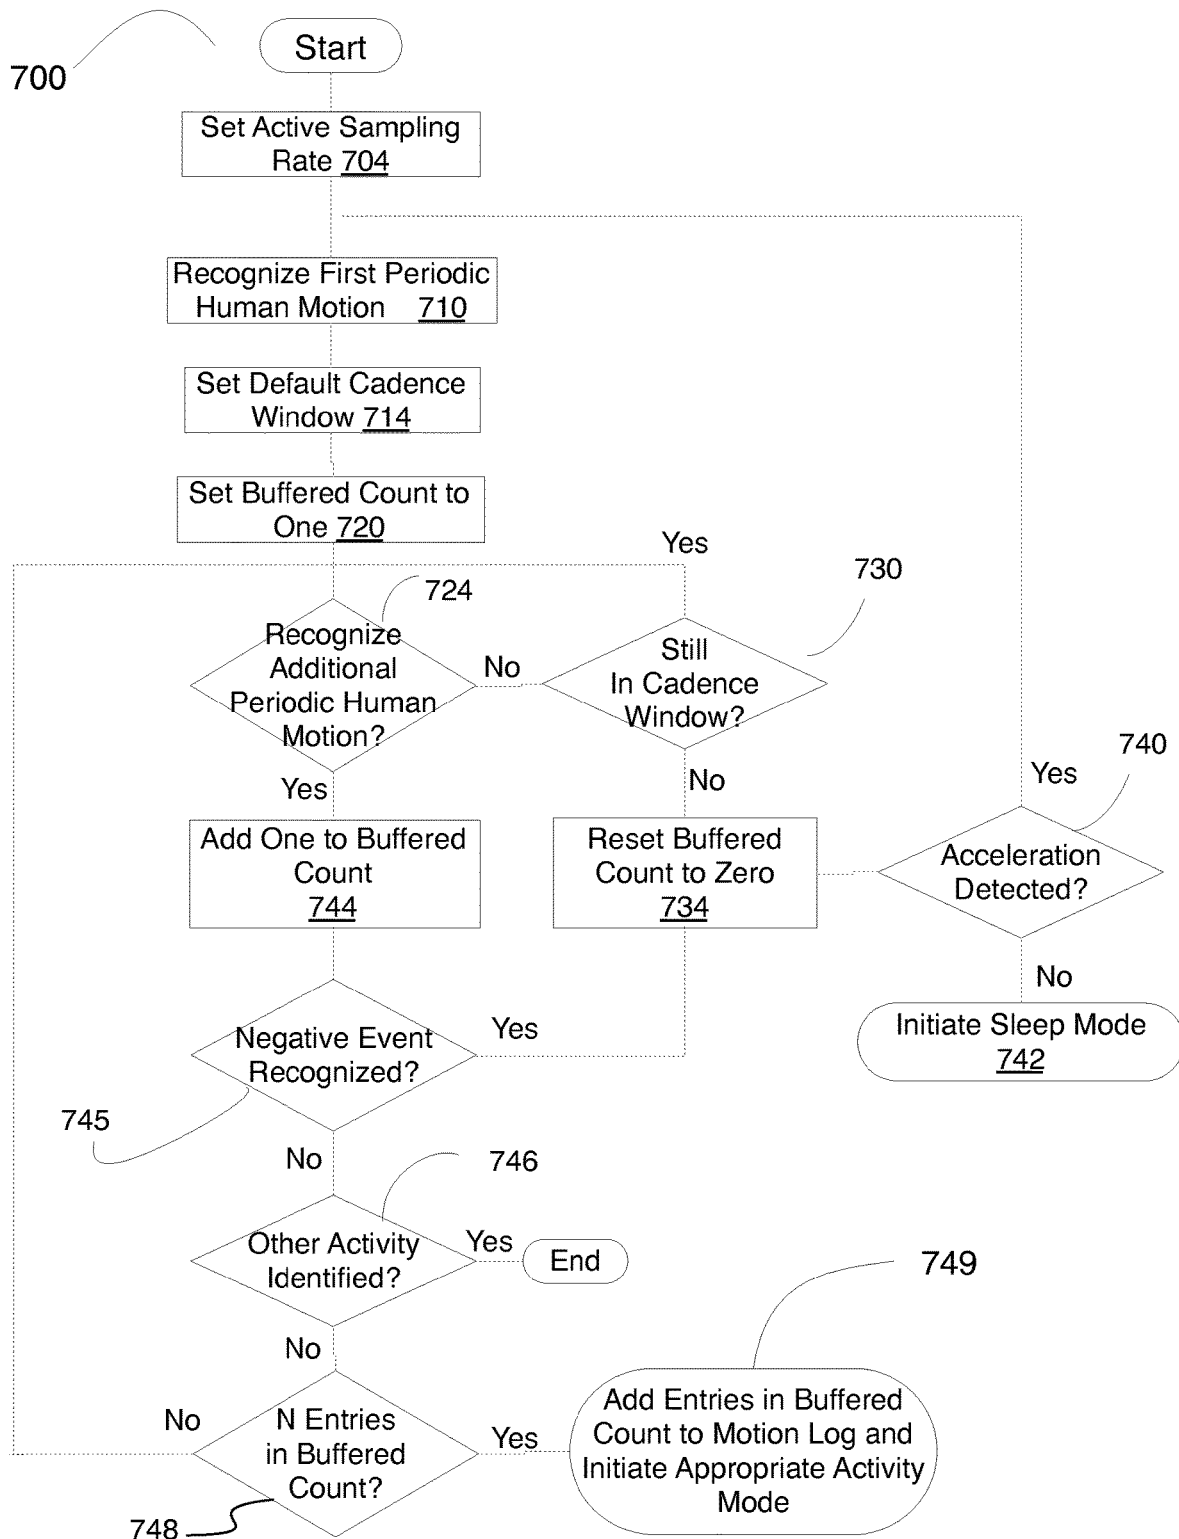 700
Start
Set Active Sampling
Rate 704
Recognize First Periodic
Human Motion 710
Set Default Cadence
Window 714
Set Buffered Count to
One 720
Yes
724
730
Recognize
Additional
Periodic Human
Motion?
No
Still
In Cadence
Window?
740
Yes
No
Yes
Add One to Buffered
Count
744
Reset Buffered
Count to Zero
734
Acceleration
Detected?
No
Initiate Sleep Mode
742
Negative Event
Recognized?
Yes
745
No
746
Other Activity
Identified?
Yes
End
749
No
No
N Entries
in Buffered
Count?
Yes
Add Entries in Buffered
Count to Motion Log and
Initiate Appropriate Activity
Mode
748